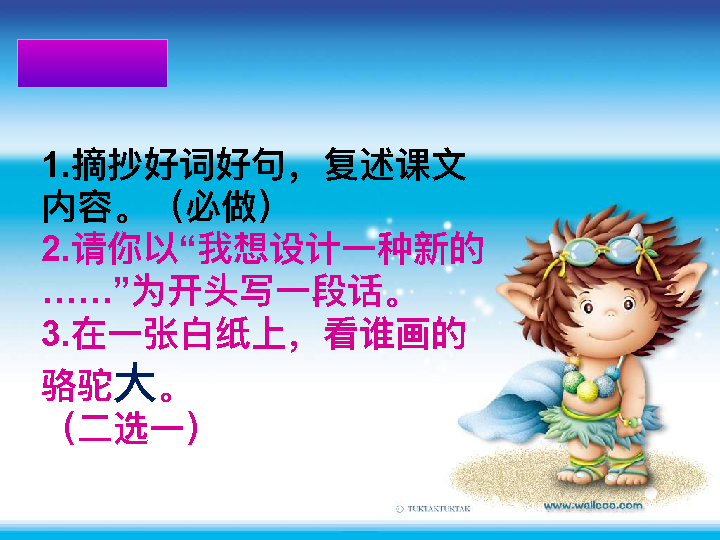 1.摘抄好词好句，复述课文
内容。（必做）
2.请你以“我想设计一种新的
……”为开头写一段话。
3.在一张白纸上，看谁画的
骆驼大。
（二选一）
© TUKTAKTUKTAK
www.wallcoo.com